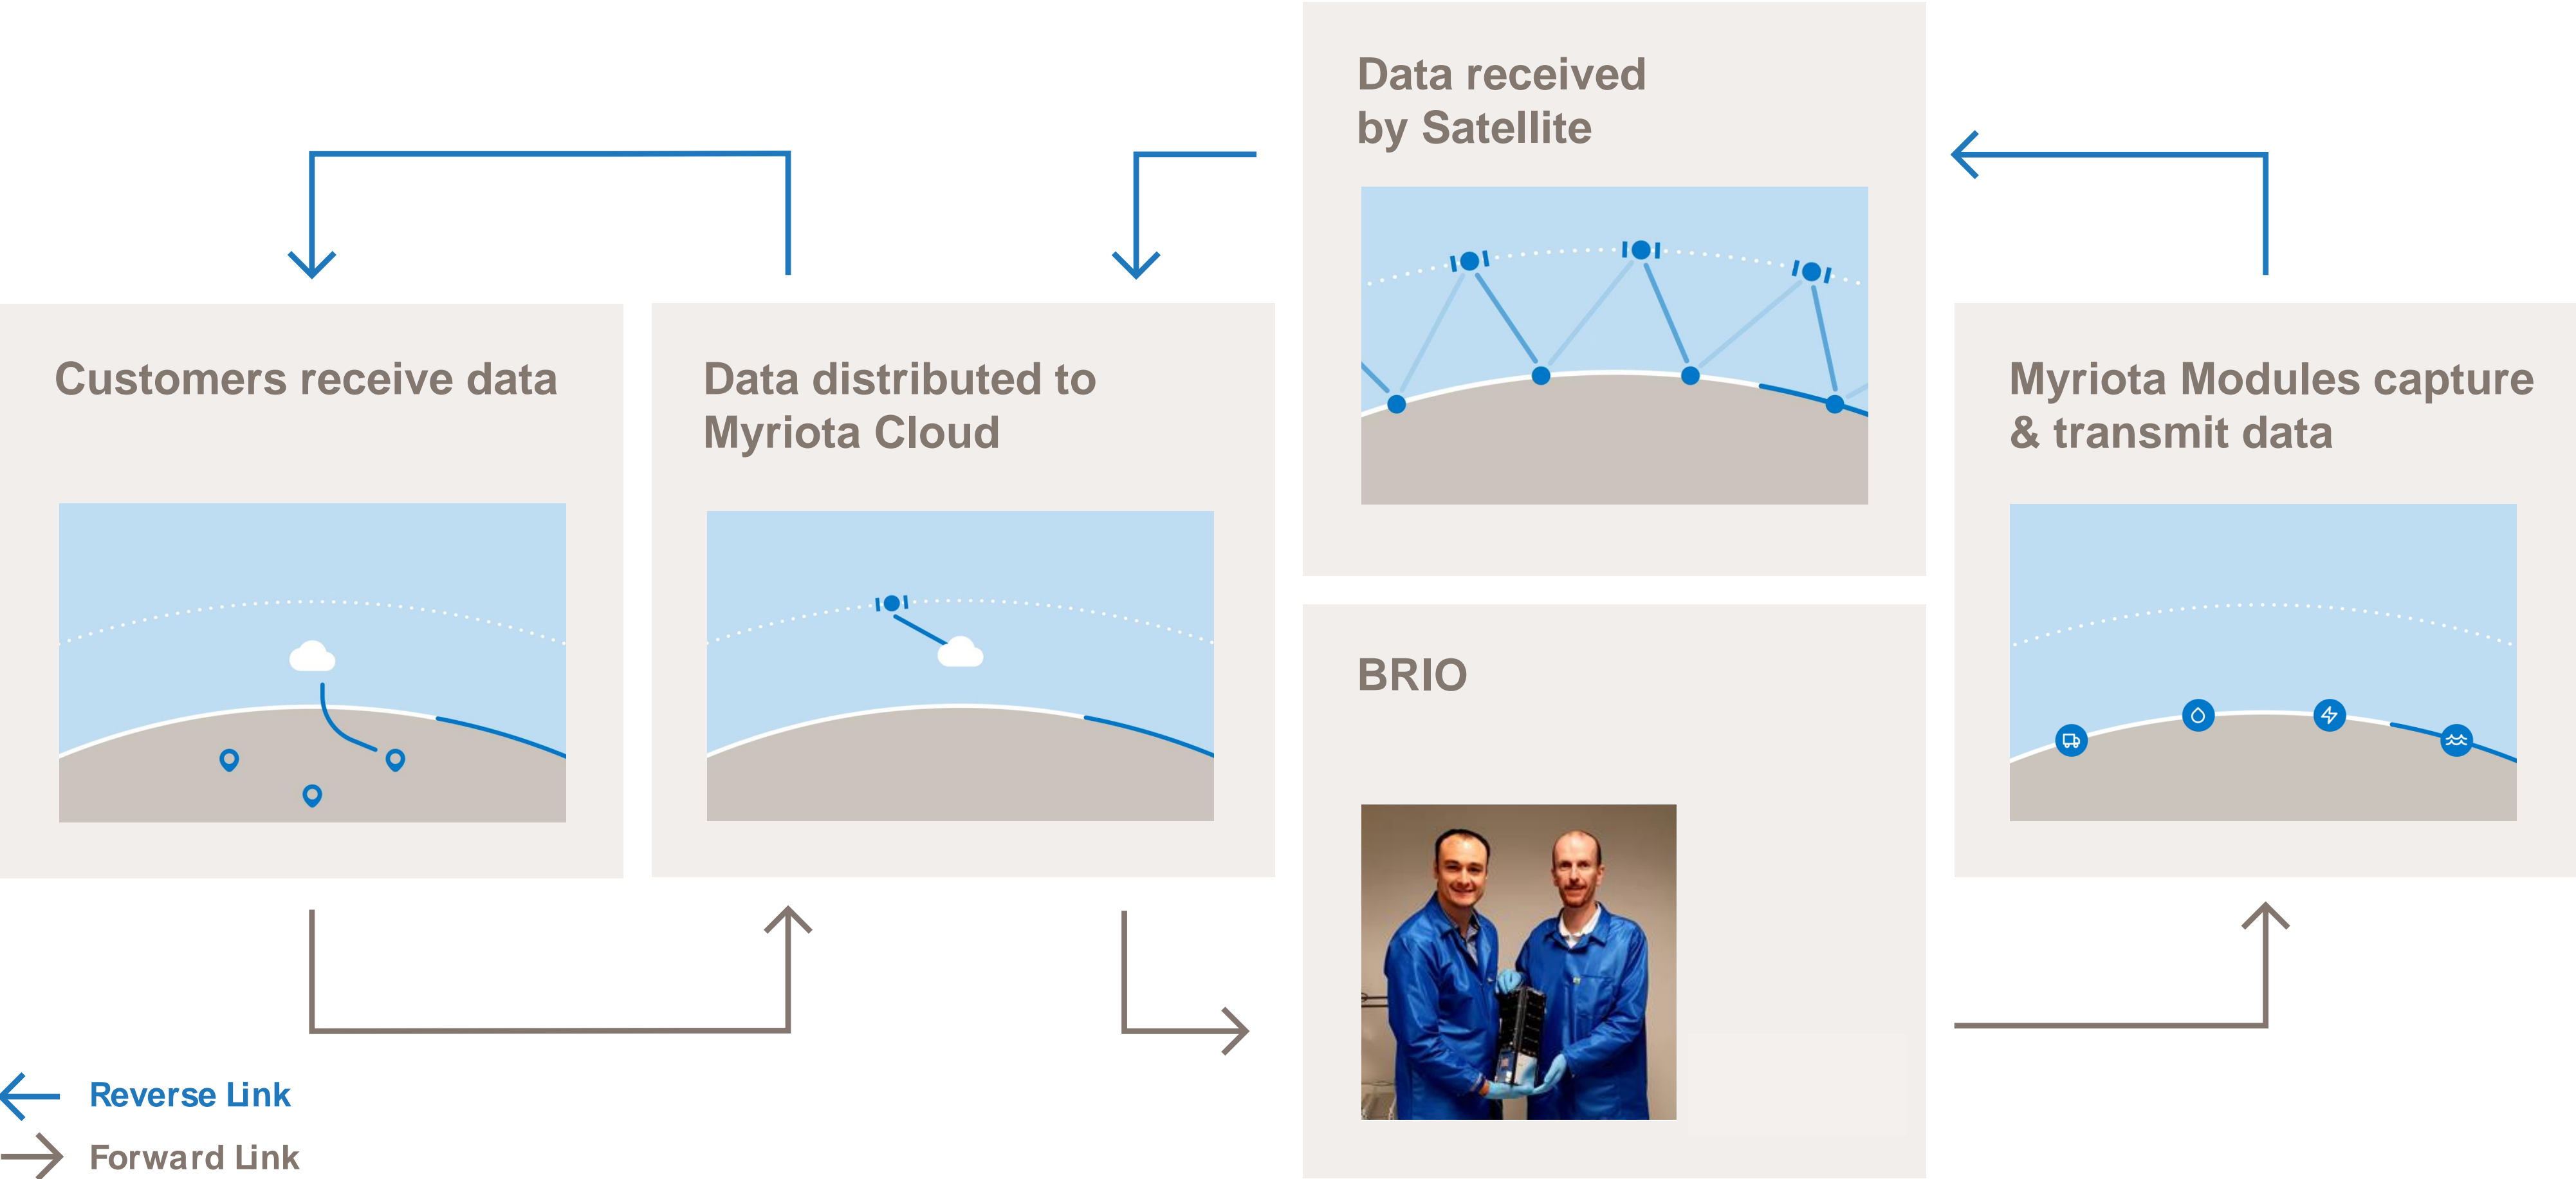 Data received
by Satellite
Customers receive data
Data distributed to
Myriota Cloud
Myriota Modules capture
& transmit data
BRIO
Reverse Link
Forward Link